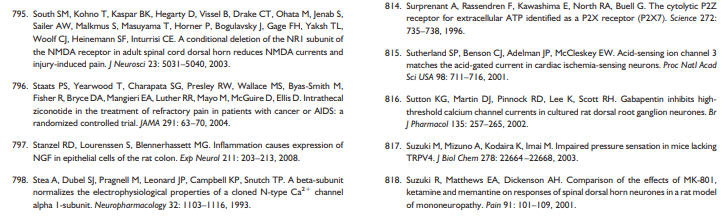 795. South SM, Kohno T, Kaspar BK, Hegarty D, Vissel B, Drake CT, Ohata M, Jenab S,
Sailer AW, Malkmus S, Masuyama T, Horner P, Bogulavsky J, Gage FH, Yaksh TL,
Woolf CJ, Heinemann SF, Inturrisi CE. A conditional deletion of the NR1 subunit of
the NMDA receptor in adult spinal cord dorsal horn reduces NMDA currents and
injury-induced pain. J Neurosci 23: 5031–5040, 2003.
796. Staats PS, Yearwood T, Charapata SG, Presley RW, Wallace MS, Byas-Smith M,
Fisher R, Bryce DA, Mangieri EA, Luther RR, Mayo M, McGuire D, Ellis D. Intrathecal
ziconotide in the treatment of refractory pain in patients with cancer or AIDS: a
randomized controlled trial. JAMA 291: 63–70, 2004.
797. Stanzel RD, Lourenssen S, Blennerhassett MG. Inflammation causes expression of
NGF in epithelial cells of the rat colon. Exp Neurol 211: 203–213, 2008.
798. Stea A, Dubel SJ, Pragnell M, Leonard JP, Campbell KP, Snutch TP. A beta-subunit
normalizes the electrophysiological properties of a cloned N-type Ca2+ channel
alpha 1-subunit. Neuropharmacology 32: 1103–1116, 1993.
814. Surprenant A, Rassendren F, Kawashima E, North RA, Buell G. The cytolytic P2Z
receptor for extracellular ATP identified as a P2X receptor (P2X7). Science 272:
735–738, 1996.
815. Sutherland SP, Benson CJ, Adelman JP, McCleskey EW. Acid-sensing ion channel 3
matches the acid-gated current in cardiac ischemia-sensing neurons. Proc Natl Acad
Sci USA 98: 711–716, 2001.
816. Sutton KG, Martin DJ, Pinnock RD, Lee K, Scott RH. Gabapentin inhibits high-
threshold calcium channel currents in cultured rat dorsal root ganglion neurones. Br
J Pharmacol 135: 257–265, 2002.
817. Suzuki M, Mizuno A, Kodaira K, Imai M. Impaired pressure sensation in mice lacking
TRPV4. J Biol Chem 278: 22664–22668, 2003.
818. Suzuki R, Matthews EA, Dickenson AH. Comparison of the effects of MK-801,
ketamine and memantine on responses of spinal dorsal horn neurones in a rat model
of mononeuropathy. Pain 91: 101–109, 2001.